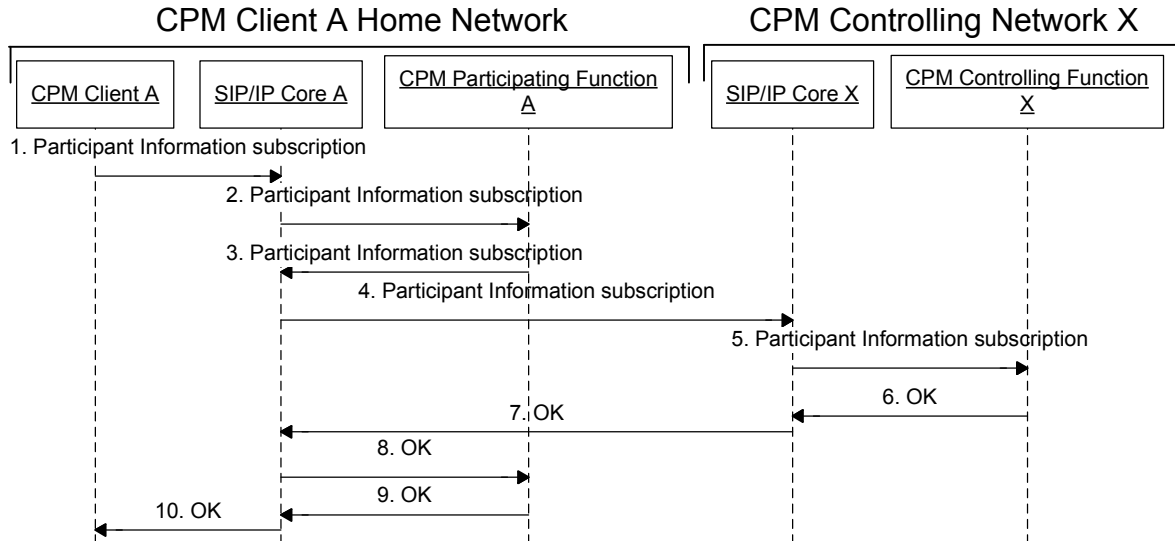 CPM Client A Home Network
CPM Controlling Network X
CPM Client A
SIP/IP Core A
CPM Participating Function
A
SIP/IP Core X
CPM Controlling Function
X
1. Participant Information subscription
2. Participant Information subscription
3. Participant Information subscription
4. Participant Information subscription
5. Participant Information subscription
6. OK
7. OK
8. OK
9. OK
10. OK